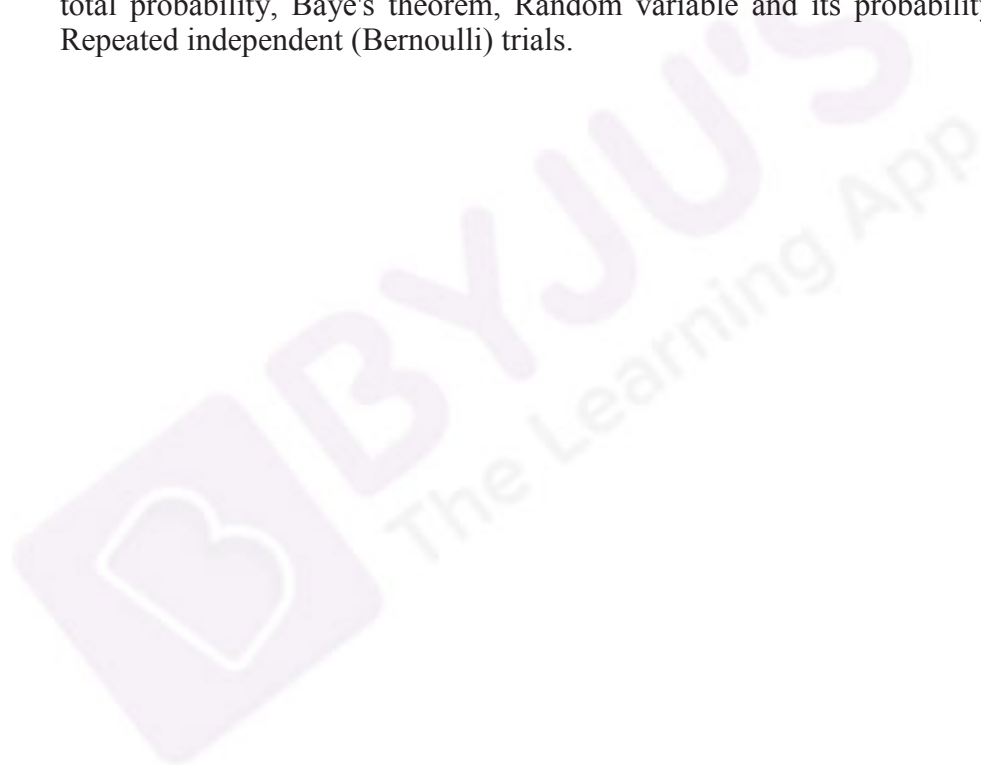 total probability, Baye's theorem, Random variable and its probability
Repeated independent (Bernoulli) trials.
BYJU'S
The Learning App